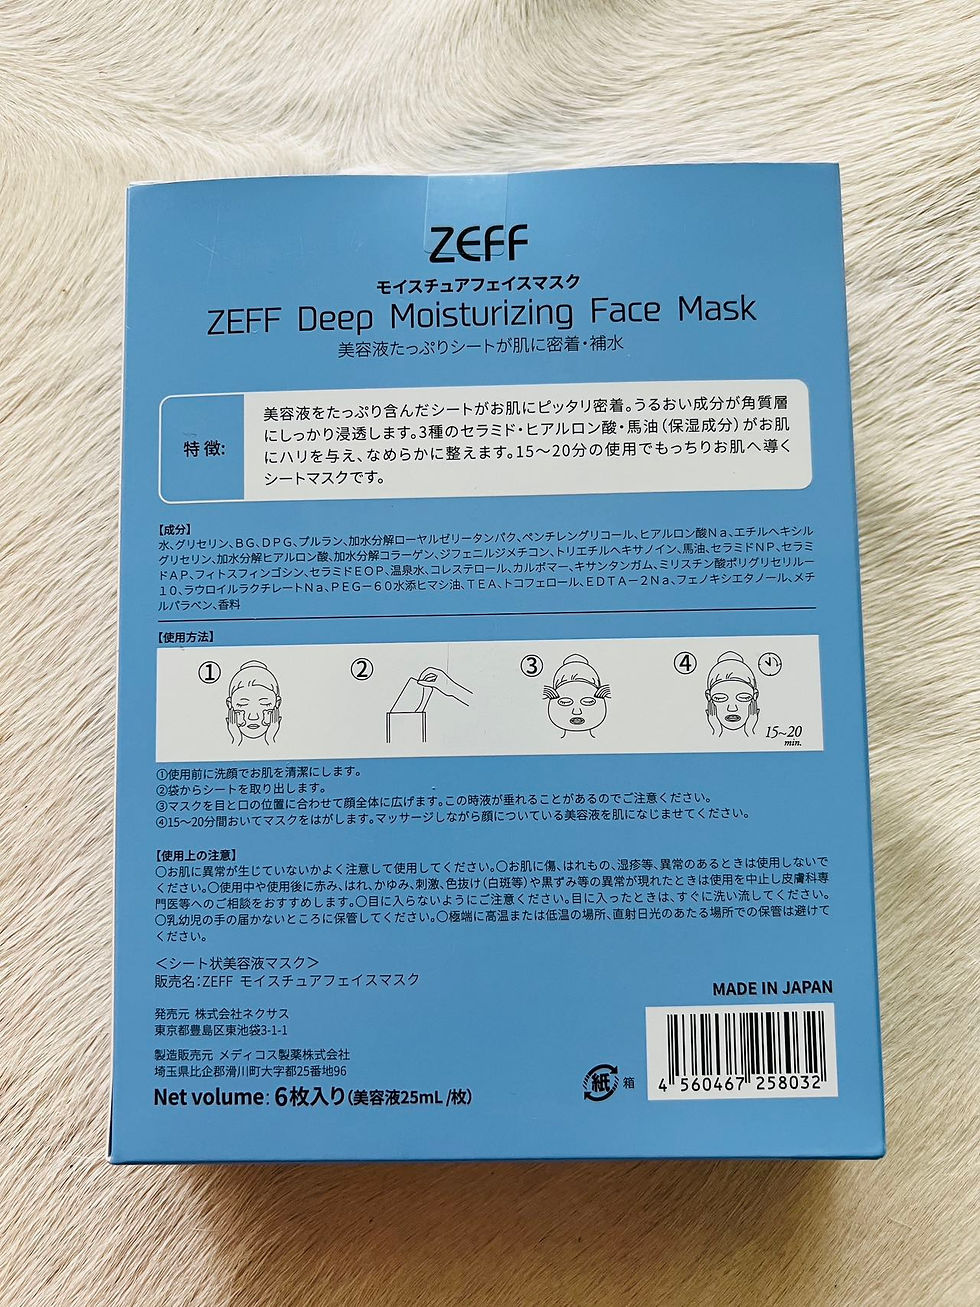 ZEFF
モイスチュアフェイスマスク
ZEFF Deep Moisturizing Face Mask
美容液たっぷりシートが肌に密着・補水
特徴:
美容液をたっぷり含んだシートがお肌にピッタリ密着。うるおい成分が角質層
にしっかり浸透します。3種のセラミド・ヒアルロン酸・馬油（保湿成分）がお肌
にハリを与え、なめらかに整えます。15〜20分の使用でもっちりお肌へ導く
シートマスクです。
【成分】
水、グリセリン、BG、DPG、プルラン、加水分解ローヤルゼリータンパク、ペンチレングリコール、ヒアルロン酸Na、エチルヘキシル
グリセリン、加水分解ヒアルロン酸、加水分解コラーゲン、ジフェニルジメチコン、トリエチルヘキサノイン、馬油、セラミドNP、セラミ
ドAP、フィトスフィンゴシン、セラミドEOP、温泉水、コレステロール、カルボマー、キサンタンガム、ミリスチン酸ポリグリセリルー
10、ラウロイルラクチレートNa、PEG－60水添ヒマシ油、TEA、トコフェロール、EDTA－2Na、フェノキシエタノール、メチ
ルパラベン、香料
【使用方法】
① ② ③ ④
15~20
min.
①使用前に洗顔でお肌を清潔にします。
②袋からシートを取り出します。
③マスクを目と口の位置に合わせて顔全体に広げます。この時液が垂れることがあるのでご注意ください。
④15〜20分間おいてマスクをはがします。マッサージしながら顔についている美容液を肌になじませてください。
【使用上の注意】
○お肌に異常が生じていないかよく注意して使用してください。○お肌に傷、はれもの、湿疹等、異常のあるときは使用しないで
ください。○使用中や使用後に赤み、はれ、かゆみ、刺激、色抜け（白斑等）や黒ずみ等の異常が現れたときは使用を中止し皮膚科専
門医等へのご相談をおすすめします。○目に入らないようにご注意ください。目に入ったときは、すぐに洗い流してください。
○乳幼児の手の届かないところに保管してください。○極端に高温または低温の場所、直射日光のあたる場所での保管は避けて
ください。
＜シート状美容液マスク＞
販売名：ZEFF モイスチュアフェイスマスク
MADE IN JAPAN
発売元 株式会社ネクサス
東京都豊島区東池袋3-1-1
製造販売元 メディコス製薬株式会社
埼玉県比企郡滑川町大字都25番地96
Net volume: 6枚入り（美容液25mL /枚）
紙 箱
4 560467 258032